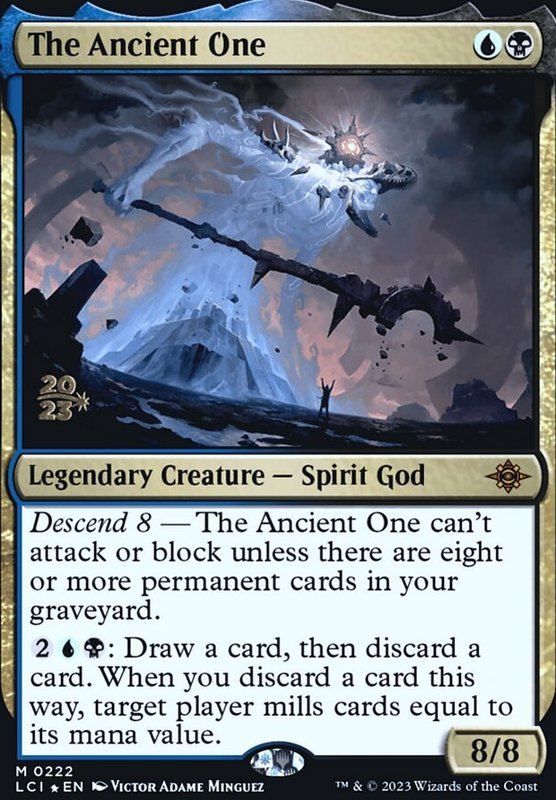 The Ancient One
20
23
Legendary Creature — Spirit God
Descend 8 — The Ancient One can't
attack or block unless there are eight
or more permanent cards in your
graveyard.
2: Draw a card, then discard a
card. When you discard a card this
way, target player mills cards equal to
its mana value.
8/8
M 0222
LCI ★ EN Victor Adame Minguez
™ & © 2023 Wizards of the Coast